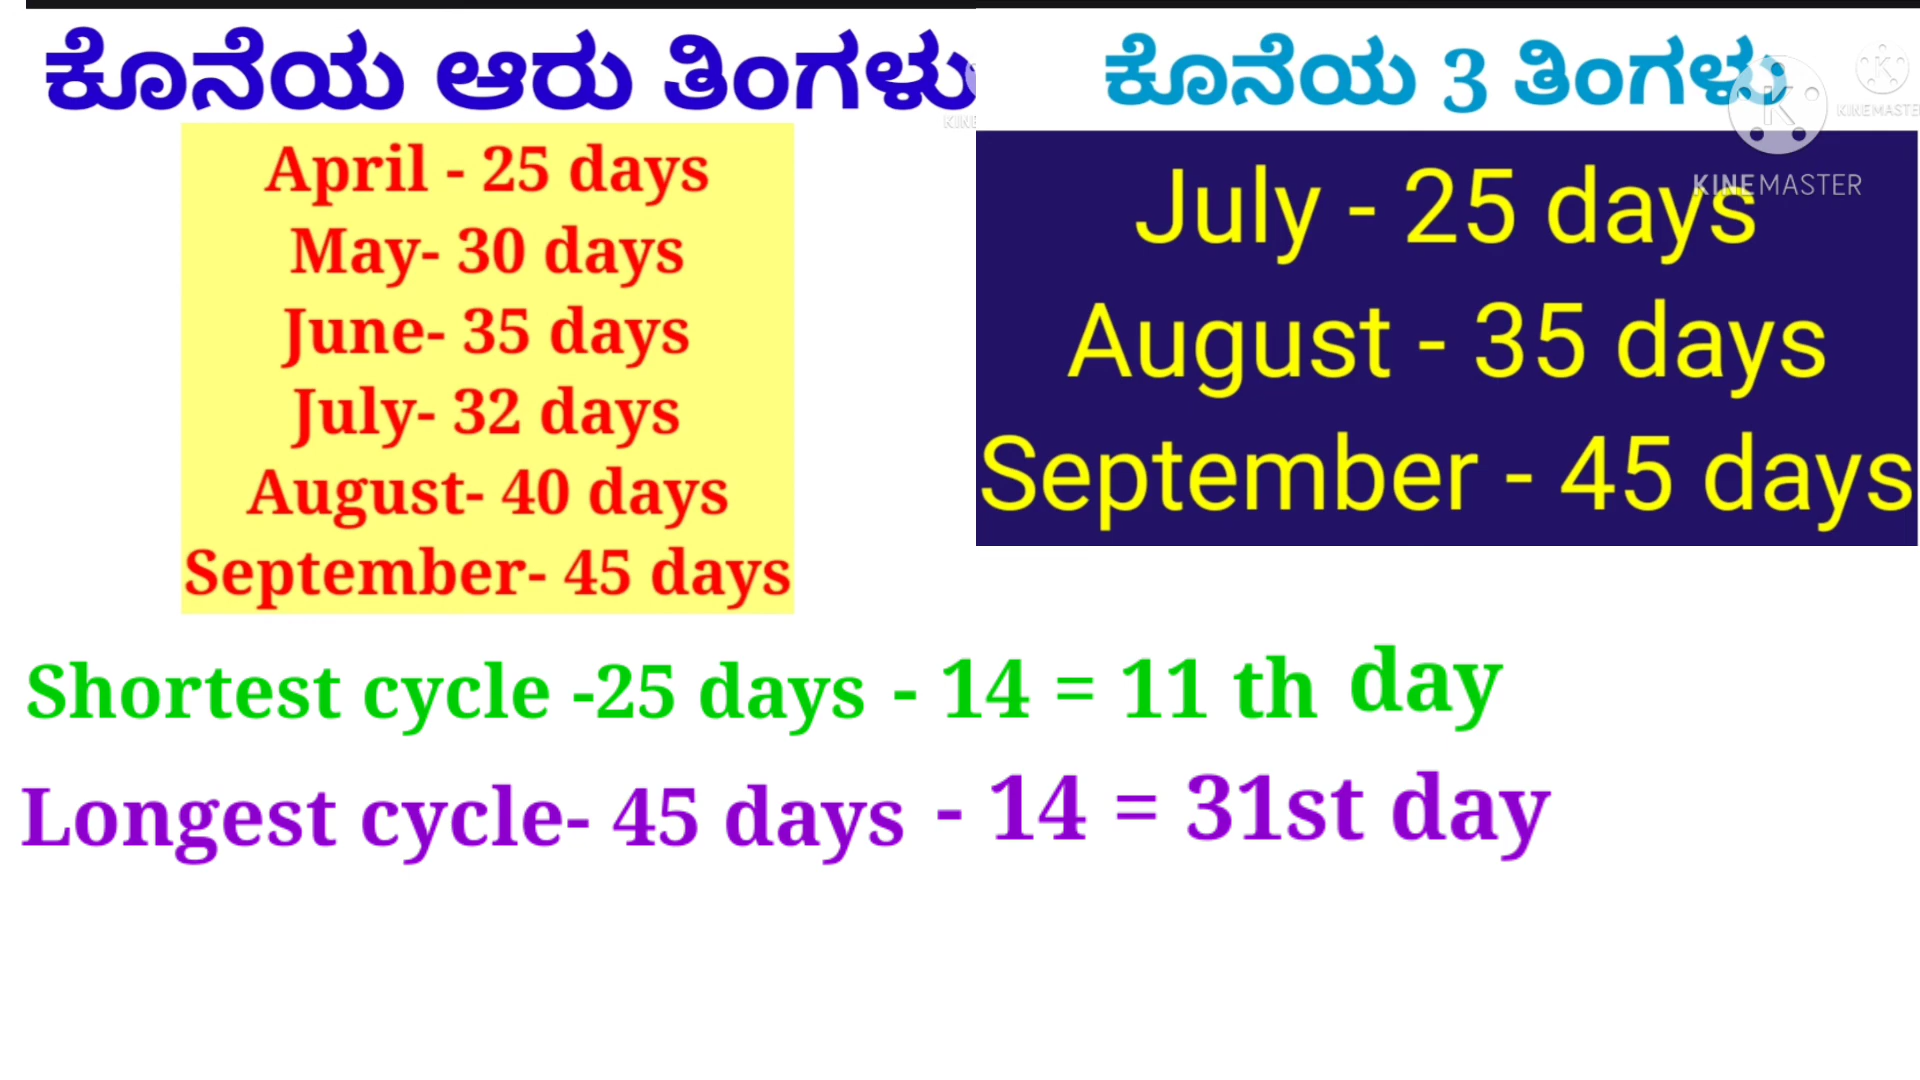 ಕೊನೆಯ ಆರು ತಿಂಗಳು
April - 25 days
May- 30 days
June- 35 days
July- 32 days
August- 40 days
September- 45 days
ಕೊನೆಯ 3 ತಿಂಗಳು
KINEMASTER
KINEMASTER
July - 25 days
August - 35 days
September - 45 days
Shortest cycle -25 days - 14 = 11 th day
Longest cycle- 45 days - 14 = 31st day